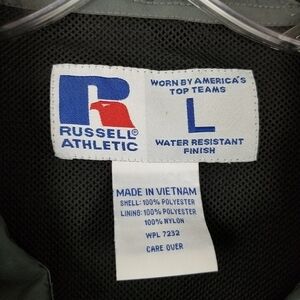 R
RUSSELL®
ATHLETIC
WORN BY AMERICA'S
TOP TEAMS
L
WATER RESISTANT
FINISH
MADE IN VIETNAM
SHELL: 100% POLYESTER
LINING: 100% POLYESTER
100% NYLON
WPL 7232
CARE OVER